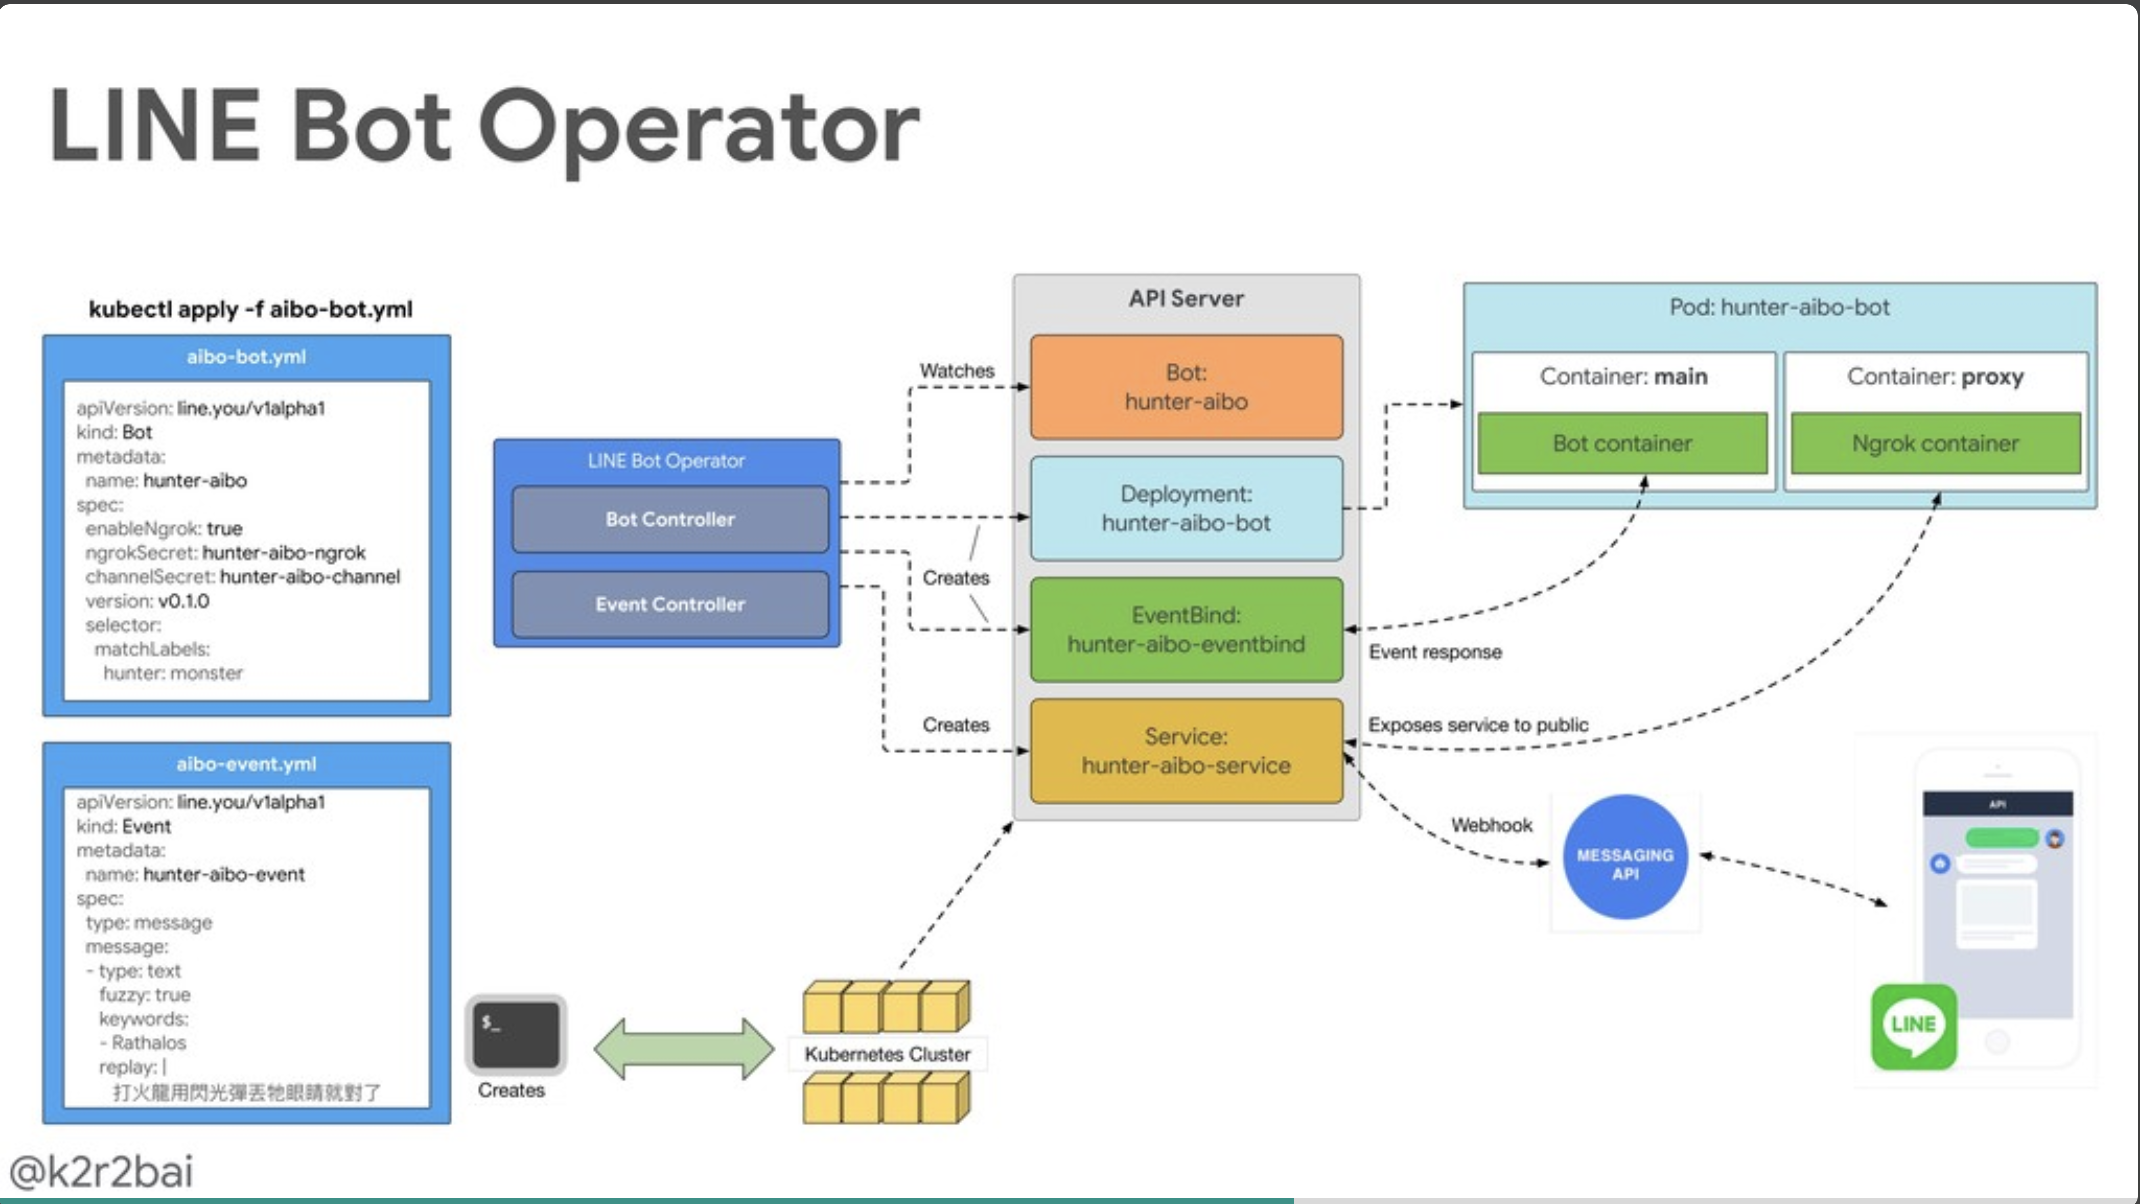 LINE Bot Operator
kubectl apply -f aibo-bot.yml
aibo-bot.yml
apiVersion: line.you/v1alpha1
kind: Bot
metadata:
name: hunter-aibo
spec:
enableNgrok: true
ngrokSecret: hunter-aibo-ngrok
channelSecret: hunter-aibo-channel
version: v0.1.0
selector:
matchLabels:
hunter: monster
aibo-event.yml
apiVersion: line.you/v1alpha1
kind: Event
metadata:
name: hunter-aibo-event
spec:
type: message
message:
- type: text
fuzzy: true
keywords:
- Rathalos
replay: |
打火龍用閃光彈丟牠眼睛就對了
LINE Bot Operator
Bot Controller
Event Controller
Watches
Creates
Creates
API Server
Bot:
hunter-aibo
Deployment:
hunter-aibo-bot
EventBind:
hunter-aibo-eventbind
Service:
hunter-aibo-service
Pod: hunter-aibo-bot
Container: main
Bot container
Container: proxy
Ngrok container
Event response
Exposes service to public
Webhook
MESSAGING
API
API
LINE
$_
Creates
Kubernetes Cluster
@k2r2bai